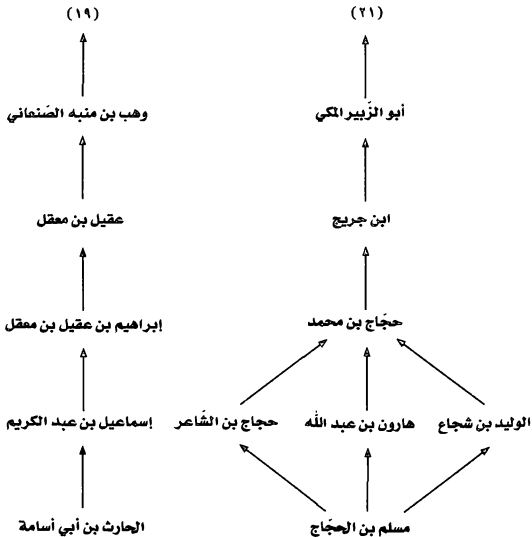 (٢١) (١٩)
أبو الزَّبير المكي وهب بن منبه الصَنعاني
ابن جريج عقيل بن معقل
حجَاج بن محمد إبراهيم بن عقيل بن معقل
الوليد بن شجاع هارون بن عبد الله حجاج بن الشَاعر إسماعيل بن عبد الكريم
مسلم بن الحجَاج الحارث بن أبي أسامة